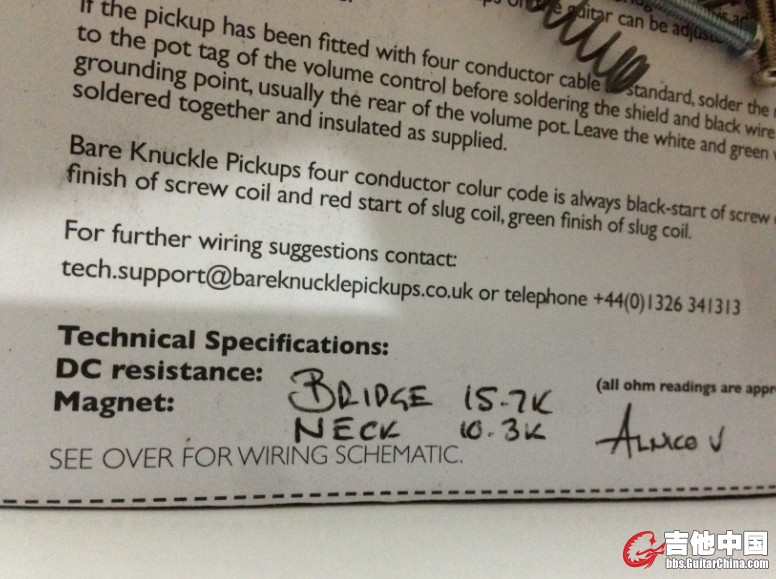 guitar can be adjus
If the pickup has been fitted with four conductor cable standard, solder the
to the pot tag of the volume control before soldering the shield and black wire
grounding point, usually the rear of the volume pot. Leave the white and green
soldered together and insulated as supplied.
Bare Knuckle Pickups four conductor colur code is always black-start of screw
finish of screw coil and red start of slug coil, green finish of slug coil.
For further wiring suggestions contact:
tech.support@bareknucklepickups.co.uk or telephone +44(0)1326 341313
Technical Specifications:
DC resistance: BRIDGE 15.7K (all ohm readings are appr
Magnet: NECK 10.3K ALNICO V
SEE OVER FOR WIRING SCHEMATIC.
吉他中国
bbs.GuitarChina.com